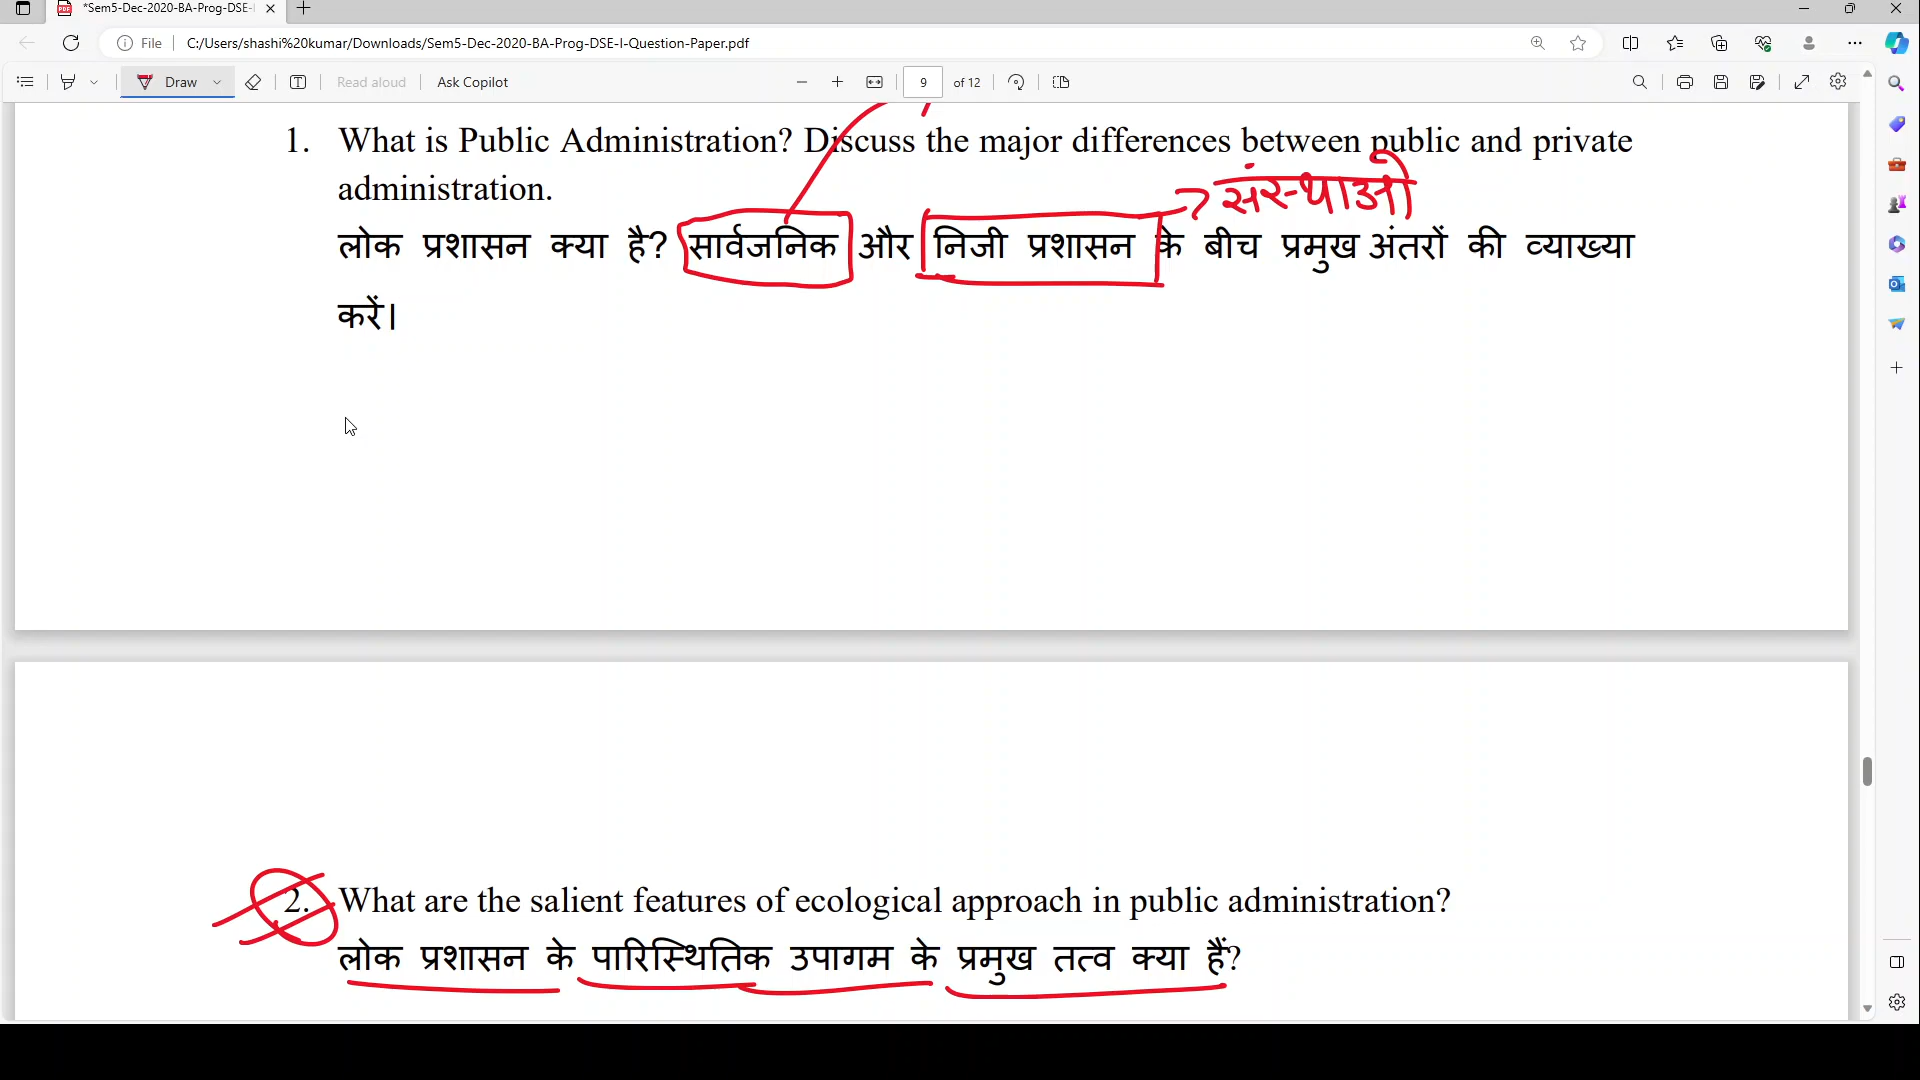 *Sem5-Dec-2020-BA-Prog-DSE-I-
File C:/Users/shashi%20kumar/Downloads/Sem5-Dec-2020-BA-Prog-DSE-I-Question-Paper.pdf
Draw Read aloud Ask Copilot 9 of 12
1. What is Public Administration? Discuss the major differences between public and private
administration.
संस्थाओं
लोक प्रशासन क्या है? सार्वजनिक और निजी प्रशासन के बीच प्रमुख अंतरों की व्याख्या
करें।
2. What are the salient features of ecological approach in public administration?
लोक प्रशासन के पारिस्थितिक उपागम के प्रमुख तत्व क्या हैं?